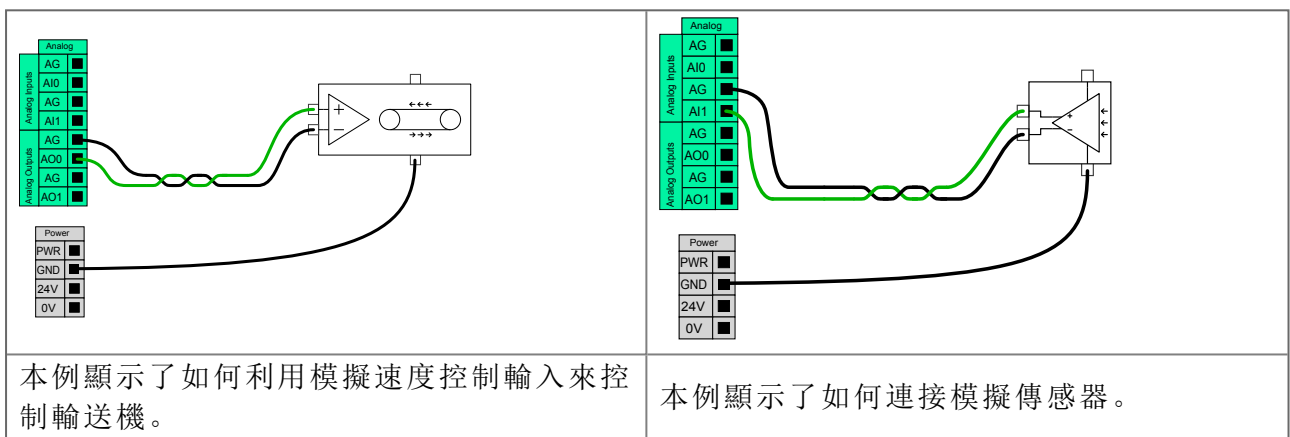 Analog
Analog Inputs
AG
AI0
AG
AI1
Analog Outputs
AG
AO0
AG
AO1
Power
PWR
GND
24V
0V
本例顯示了如何利用模擬速度控制輸入來控
制輸送機。
Analog
Analog Inputs
AG
AI0
AG
AI1
Analog Outputs
AG
AO0
AG
AO1
Power
PWR
GND
24V
0V
本例顯示了如何連接模擬傳感器。